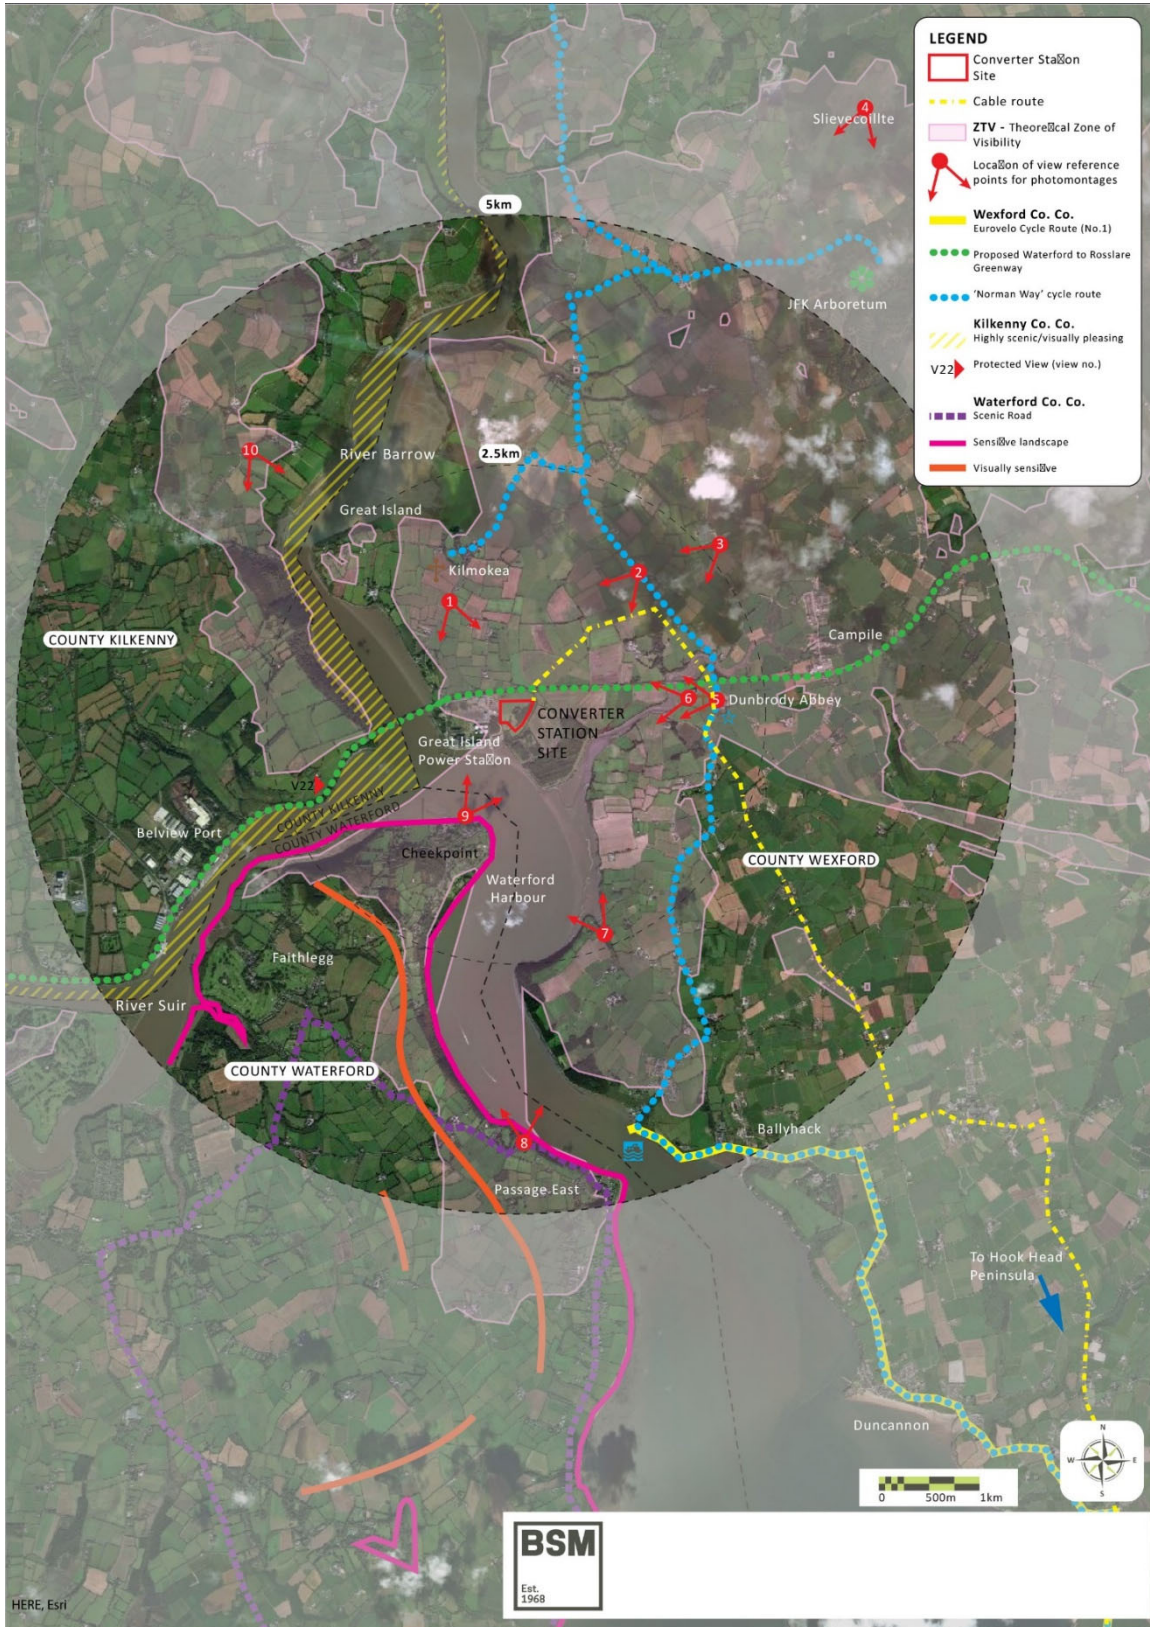 LEGEND
Converter Sta☒on
Site
Cable route
ZTV - Theore☒cal Zone of
Visibility
Loca☒on of view reference
points for photomontages
Wexford Co. Co.
Eurovelo Cycle Route (No.1)
Proposed Waterford to Rosslare
Greenway
'Norman Way' cycle route
Kilkenny Co. Co.
Highly scenic/visually pleasing
V22
Protected View (view no.)
Waterford Co. Co.
Scenic Road
Sensi☒ve landscape
Visually sensi☒ve
4
Slievecoillte
5km
JFK Arboretum
10
River Barrow
2.5km
Great Island
3
Kilmokea
2
1
COUNTY KILKENNY
Campile
6
5
Dunbrody Abbey
CONVERTER
STATION
SITE
Great Island
Power Sta☒on
V22
COUNTY KILKENNY
COUNTY WATERFORD
9
Belview Port
Cheekpoint
COUNTY WEXFORD
Waterford
Harbour
7
Faithlegg
River Suir
COUNTY WATERFORD
8
Ballyhack
Passage East
To Hook Head
Peninsula
Duncannon
N
W
E
S
0 500m 1km
BSM
Est.
1968
HERE, Esri